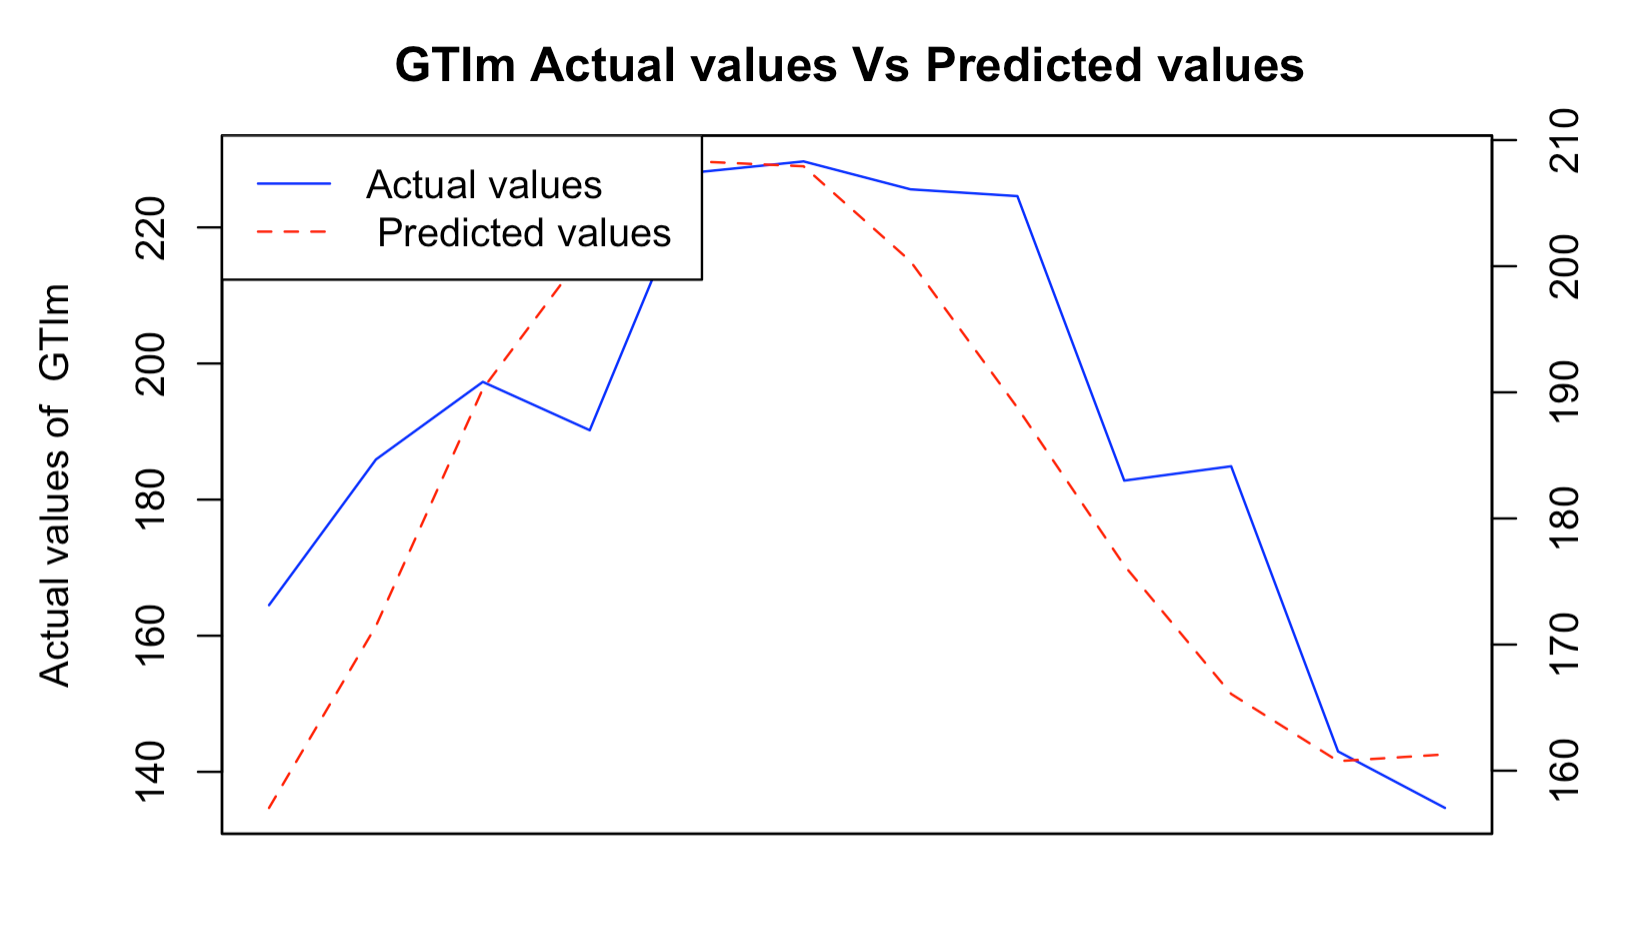 GTIm Actual values Vs Predicted values
Actual values
Predicted values
Actual values of GTIm
220
200
180
160
140
210
200
190
180
170
160